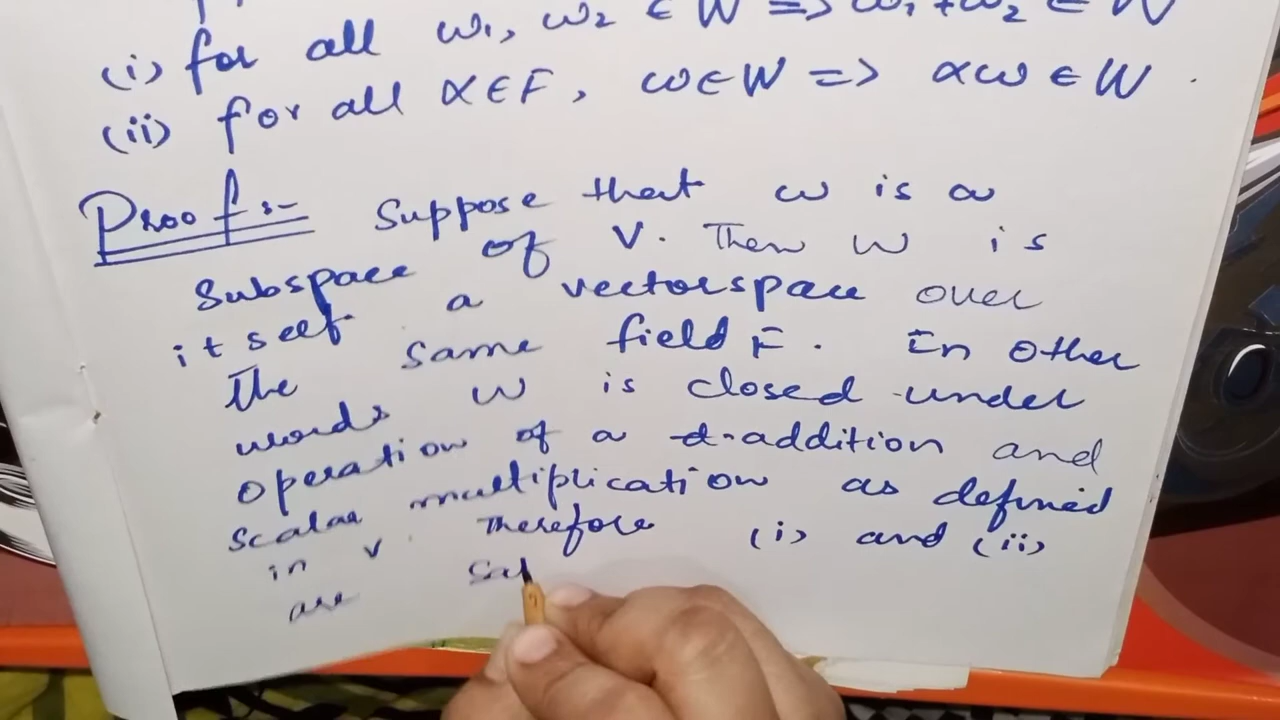 (i) for all ω₁, ω₂ ∈ W => ω₁+ω₂ ∈ W
(ii) for all α∈F, ω∈W => αω∈W .
Proof:- Suppose that W is a
Subspace of V. Then W is
itself a vectorspace over
the same field F. In other
words W is closed under
operation of a d-addition and
scalar multiplication as defined
in V. Therefore (i) and (ii)
are sat